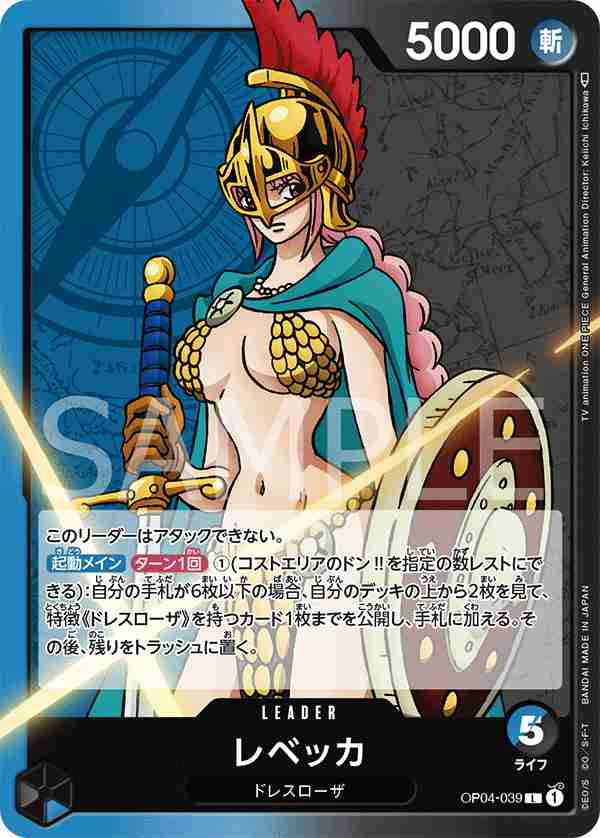 5000 斬
SAMPLE
このリーダーはアタックできない。
起動メイン ターン1回 ①(コストエリアのドン!!を指定の数レストにで
きる):自分の手札が6枚以下の場合、自分のデッキの上から2枚を見て、
特徴《ドレスローザ》を持つカード1枚までを公開し、手札に加える。そ
の後、残りをトラッシュに置く。
LEADER
レベッカ
5
ライフ
ドレスローザ
OP04-039 L 1
TV animation ONE PIECE General Animation Director: Keiichi Ichikawa
BANDAI MADE IN JAPAN
©E/S ©O/S・F・T